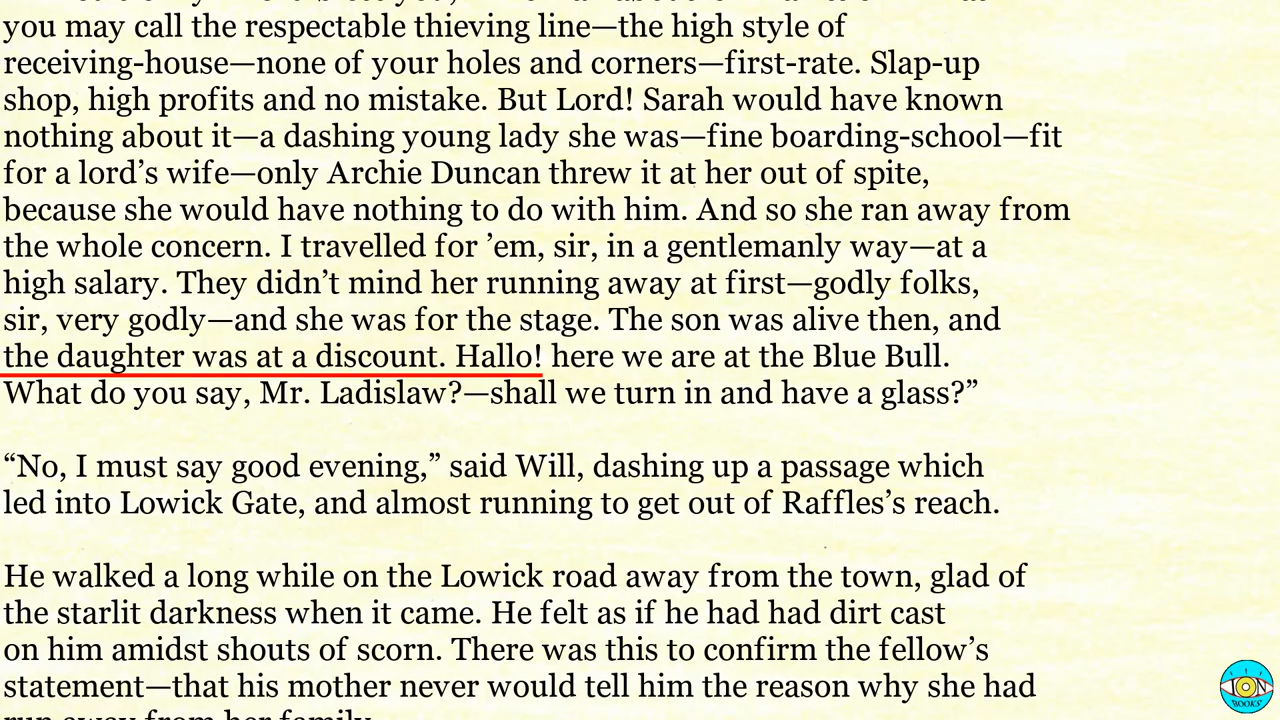 you may call the respectable thieving line—the high style of
receiving-house—none of your holes and corners—first-rate. Slap-up
shop, high profits and no mistake. But Lord! Sarah would have known
nothing about it—a dashing young lady she was—fine boarding-school—fit
for a lord’s wife—only Archie Duncan threw it at her out of spite,
because she would have nothing to do with him. And so she ran away from
the whole concern. I travelled for ’em, sir, in a gentlemanly way—at a
high salary. They didn’t mind her running away at first—godly folks,
sir, very godly—and she was for the stage. The son was alive then, and
the daughter was at a discount. Hallo! here we are at the Blue Bull.
What do you say, Mr. Ladislaw?—shall we turn in and have a glass?”
“No, I must say good evening,” said Will, dashing up a passage which
led into Lowick Gate, and almost running to get out of Raffles’s reach.
He walked a long while on the Lowick road away from the town, glad of
the starlit darkness when it came. He felt as if he had had dirt cast
on him amidst shouts of scorn. There was this to confirm the fellow’s
statement—that his mother never would tell him the reason why she had
run away from her family.
ION
BOOKS